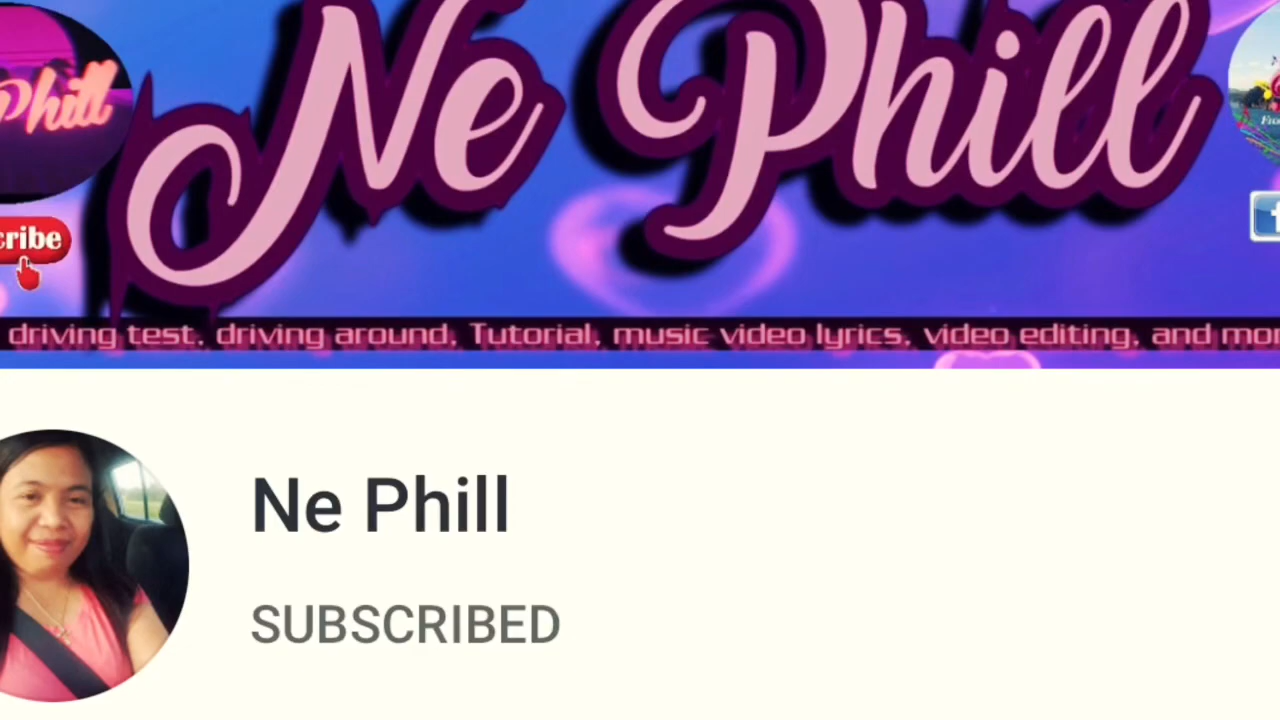 Ne Phill
Phill
cribe
driving test, driving around, Tutorial, music video lyrics, video editing, and mor
Ne Phill
SUBSCRIBED